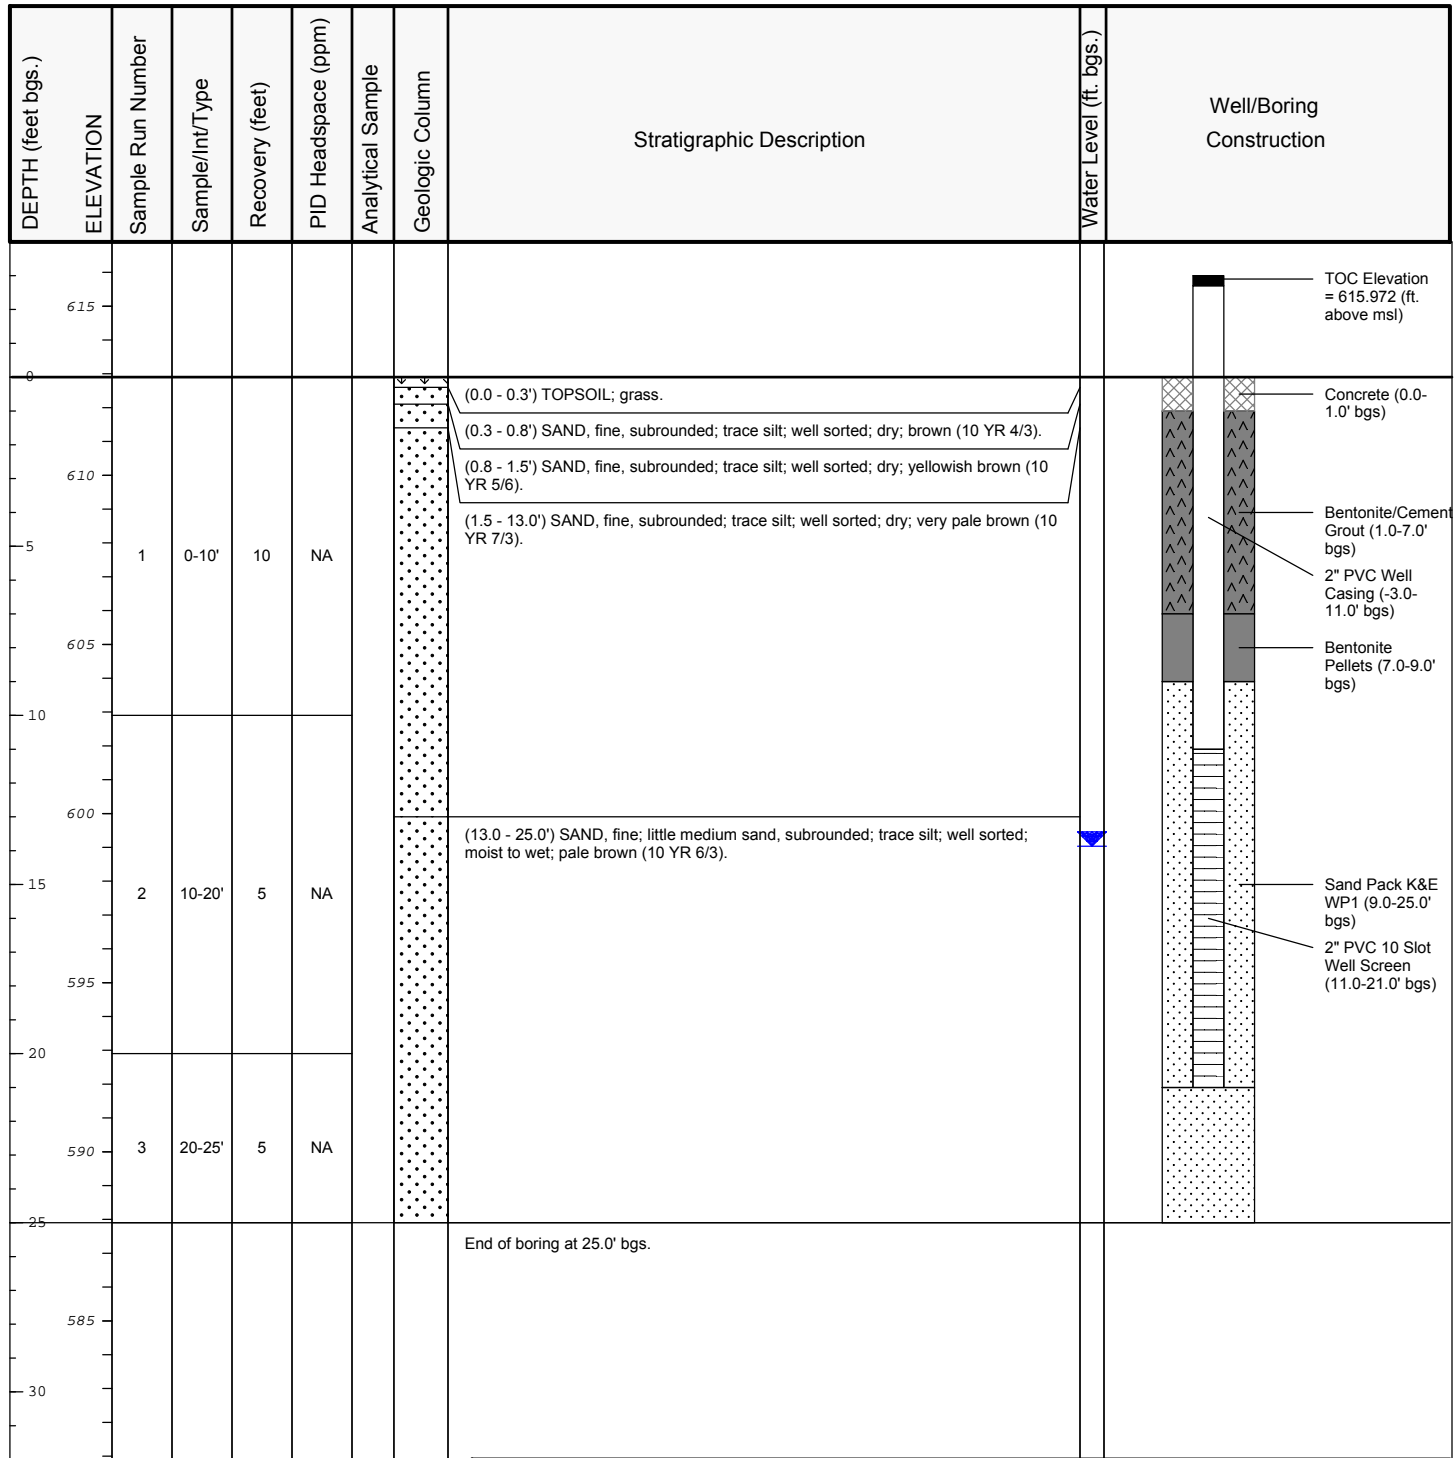 DEPTH (feet bgs.)
ELEVATION
Sample Run Number
Sample/Int/Type
Recovery (feet)
PID Headspace (ppm)
Analytical Sample
Geologic Column
Stratigraphic Description
Water Level (ft. bgs.)
Well/Boring
Construction
615
TOC Elevation
= 615.972 (ft.
above msl)
0
(0.0 - 0.3') TOPSOIL; grass.
Concrete (0.0-
1.0' bgs)
(0.3 - 0.8') SAND, fine, subrounded; trace silt; well sorted; dry; brown (10 YR 4/3).
610
(0.8 - 1.5') SAND, fine, subrounded; trace silt; well sorted; dry; yellowish brown (10
YR 5/6).
(1.5 - 13.0') SAND, fine, subrounded; trace silt; well sorted; dry; very pale brown (10
YR 7/3).
Bentonite/Cement
Grout (1.0-7.0'
bgs)
5
1
0-10'
10
NA
2" PVC Well
Casing (-3.0-
11.0' bgs)
605
Bentonite
Pellets (7.0-9.0'
bgs)
10
600
(13.0 - 25.0') SAND, fine; little medium sand, subrounded; trace silt; well sorted;
moist to wet; pale brown (10 YR 6/3).
15
2
10-20'
5
NA
Sand Pack K&E
WP1 (9.0-25.0'
bgs)
2" PVC 10 Slot
Well Screen
(11.0-21.0' bgs)
595
20
590
3
20-25'
5
NA
25
End of boring at 25.0' bgs.
585
30